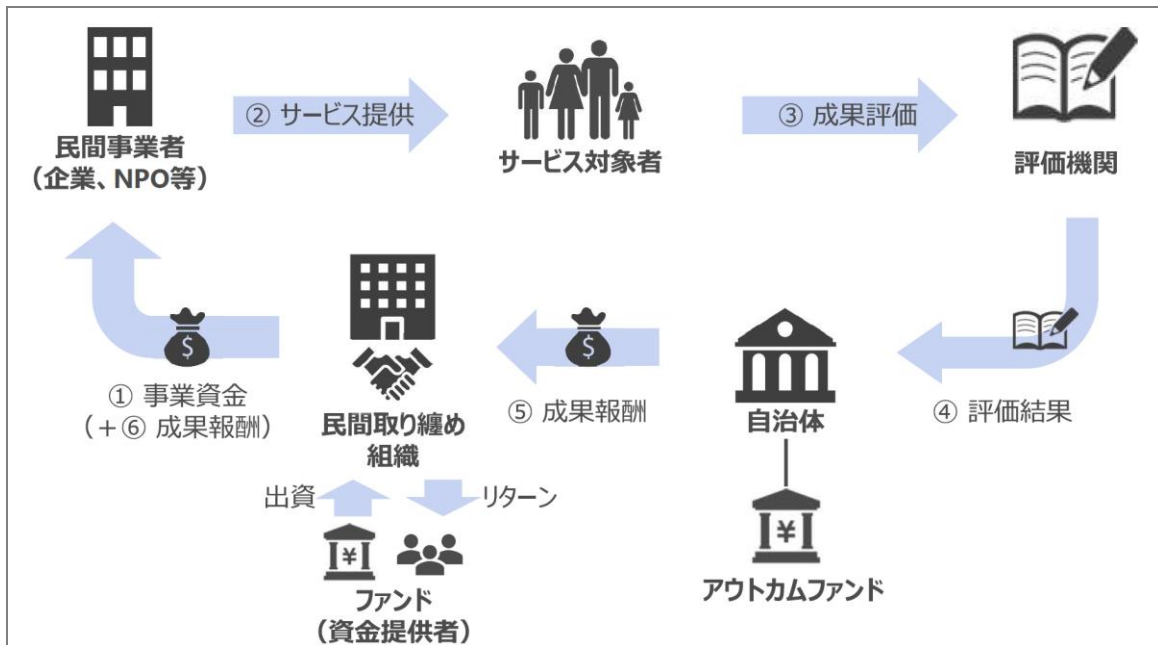 ② サービス提供
③ 成果評価
民間事業者
（企業、NPO等）
サービス対象者
評価機関
$
$
① 事業資金
（＋⑥ 成果報酬）
民間取り纏め
組織
⑤ 成果報酬
自治体
④ 評価結果
出資
リターン
¥
¥
ファンド
（資金提供者）
アウトカムファンド